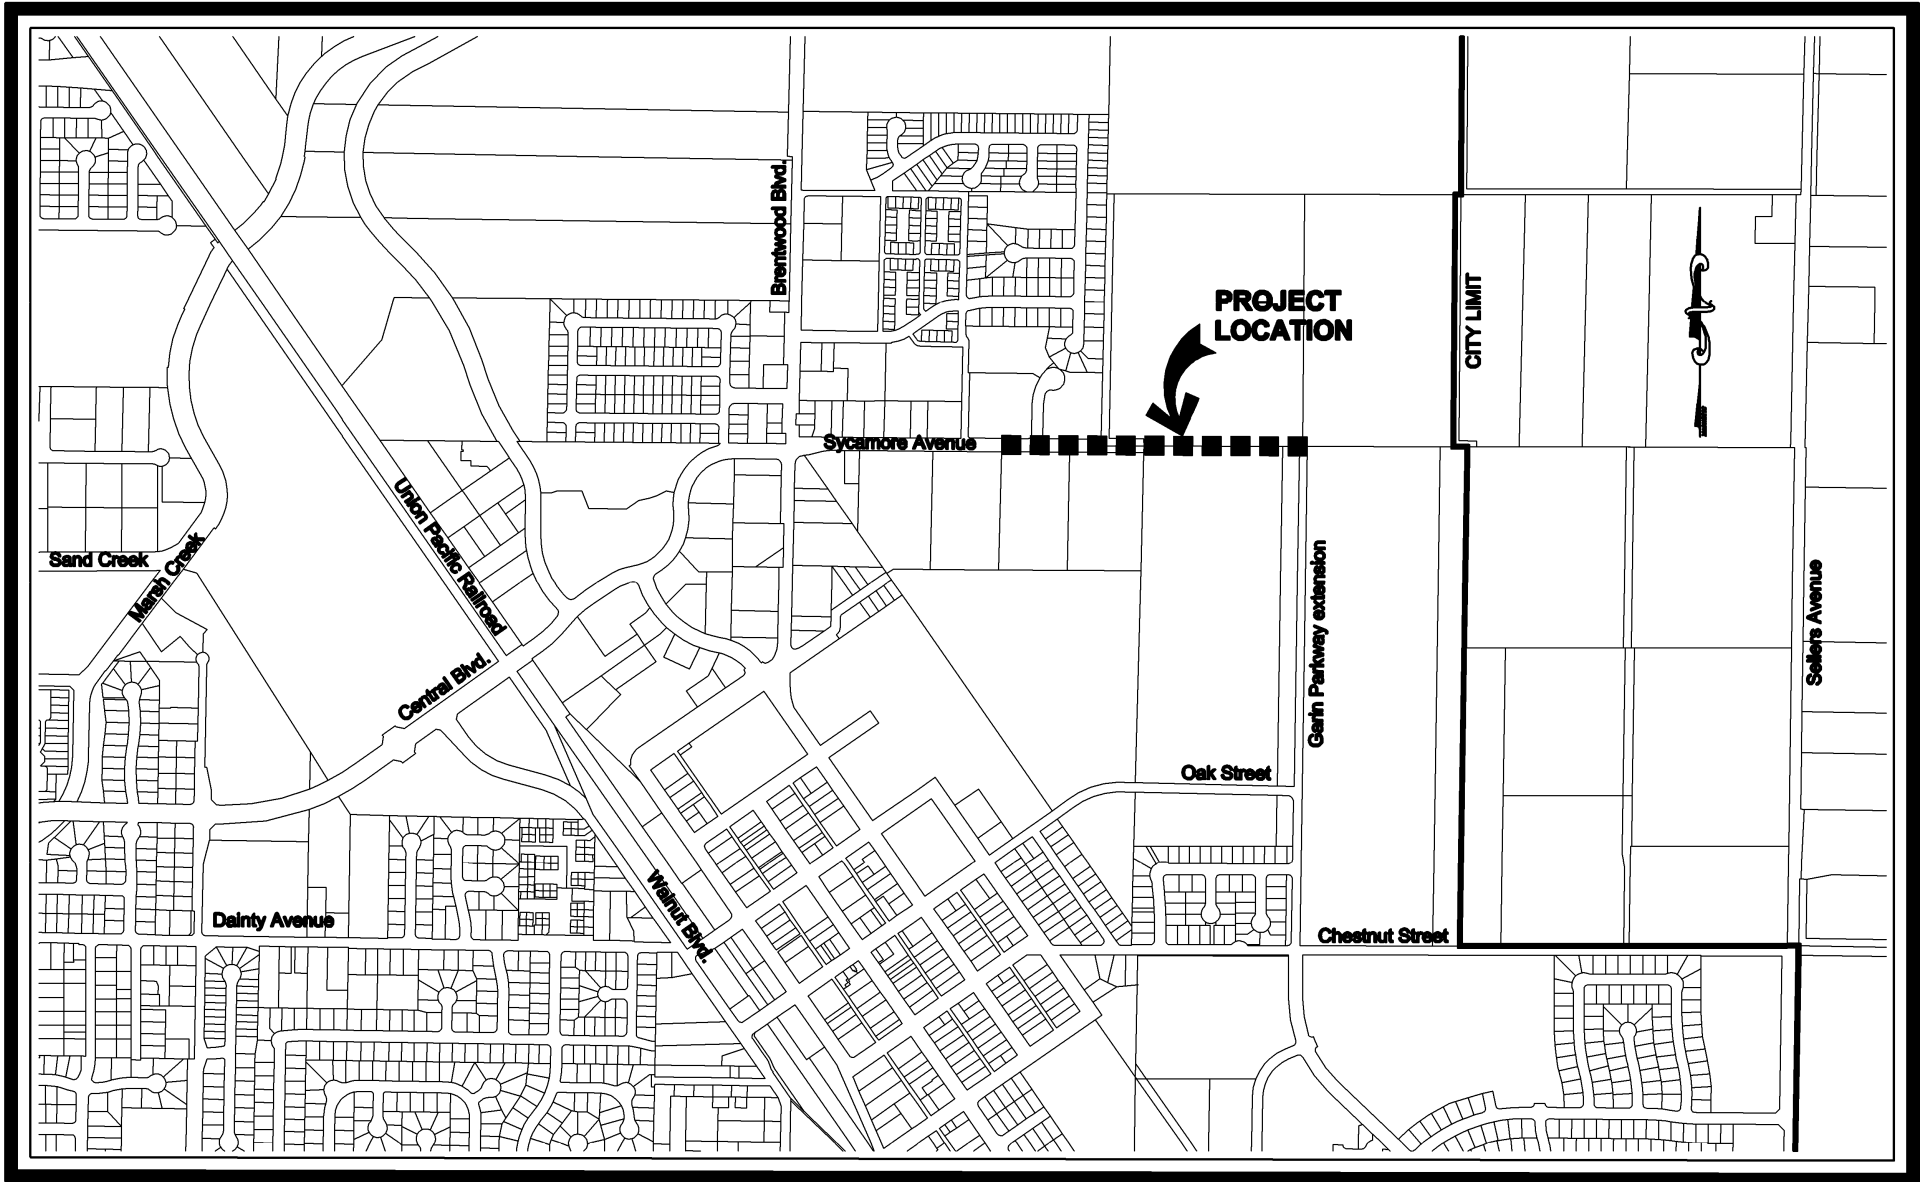 Brentwood Blvd.
PROJECT
LOCATION
CITY LIMIT
Sycamore Avenue
Union Pacific Railroad
Sand Creek
Marsh Creek
Garin Parkway extension
Sellers Avenue
Central Blvd.
Oak Street
Walnut Blvd.
Dainty Avenue
Chestnut Street